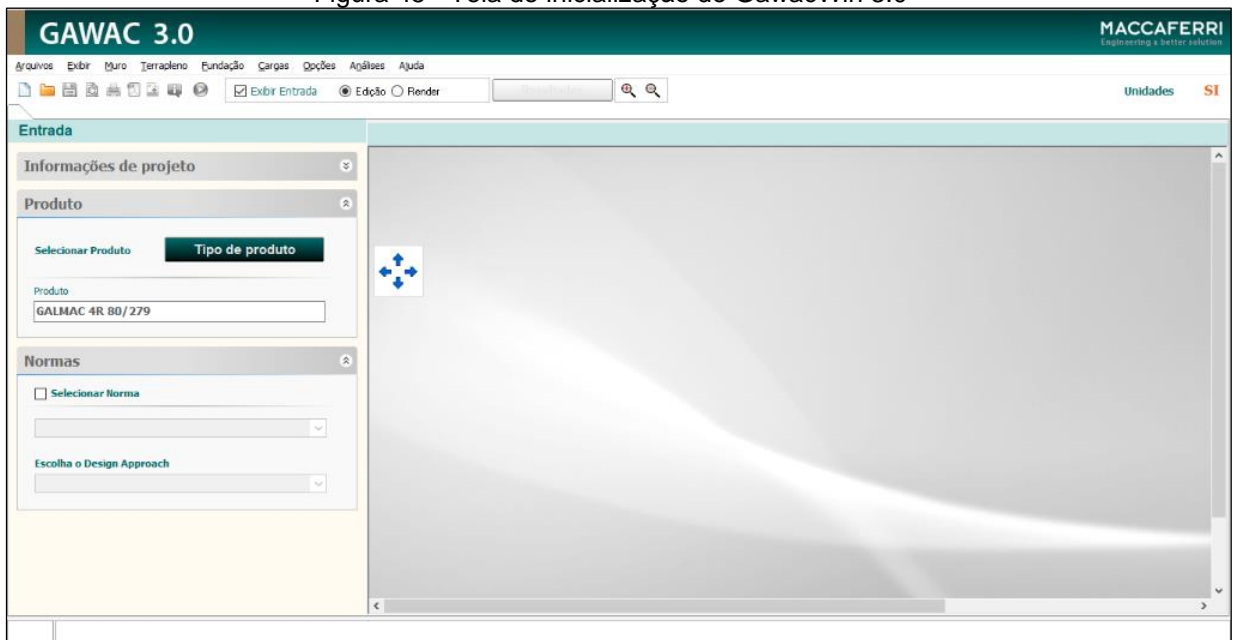 GAWAC 3.0
MACCAFERRI
Engineering a better solution
Arquivos Exibir Muro Terrapleno Fundação Cargas Opções Análises Ajuda
Exibir Entrada Edição Render Unidades SI
Entrada
Informações de projeto
Produto
Selecionar Produto Tipo de produto
Produto
GALMAC 4R 80/279
Normas
Selecionar Norma
Escolha o Design Approach